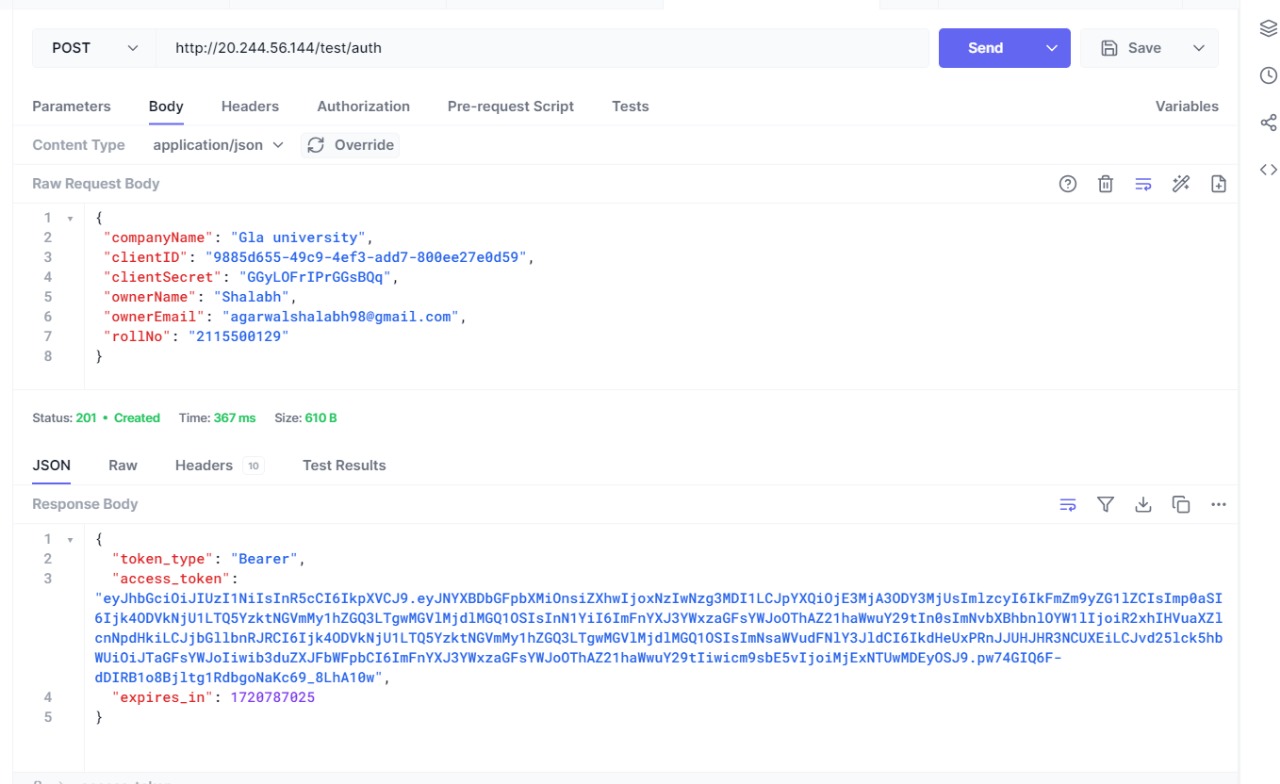 POST
http://20.244.56.144/test/auth
Send
Save
Parameters
Body
Headers
Authorization
Pre-request Script
Tests
Variables
Content Type
application/json
Override
Raw Request Body
1 {
2 "companyName": "Gla university",
3 "clientID": "9885d655-49c9-4ef3-add7-800ee27e0d59",
4 "clientSecret": "GGyLOFrIPrGGsBQq",
5 "ownerName": "Shalabh",
6 "ownerEmail": "agarwalshalabh98@gmail.com",
7 "rollNo": "2115500129"
8 }
Status: 201 • Created Time: 367 ms Size: 610 B
JSON
Raw
Headers 10
Test Results
Response Body
1 {
2 "token_type": "Bearer",
3 "access_token":
"eyJhbGciOiJIUzI1NiIsInR5cCI6IkpXVCJ9.eyJNYXBDbGFpbXMiOnsiZXhwIjoxNzIwNzg3MDI1LCJpYXQiOjE3MjA3ODY3MjUsImlzcyI6IkFmZm9yZG1lZCIsImp0aSI
6Ijk4ODVkNjU1LTQ5YzktNGVmMy1hZGQ3LTgwMGVlMjdlMGQ1OSIsInN1YiI6ImFnYXJ3YWxzaGFsYWJoOThAZ21haWwuY29tIn0sImNvbXBhbnlOYW1lIjoiR2xhIHVuaXZl
cnNpdHkiLCJjbGllbnRJRCI6Ijk4ODVkNjU1LTQ5YzktNGVmMy1hZGQ3LTgwMGVlMjdlMGQ1OSIsImNsaWVudFNlY3JldCI6IkdHeUxPRnJJUHJHR3NCUXEiLCJvd25lck5hb
WUiOiJTaGFsYWJoIiwib3duZXJFbWFpbCI6ImFnYXJ3YWxzaGFsYWJoOThAZ21haWwuY29tIiwicm9sbE5vIjoiMjExNTUwMDEyOSJ9.pw74GIQ6F-
dDIRB1o8Bjltg1RdbgoNaKc69_8LhA10w",
4 "expires_in": 1720787025
5 }